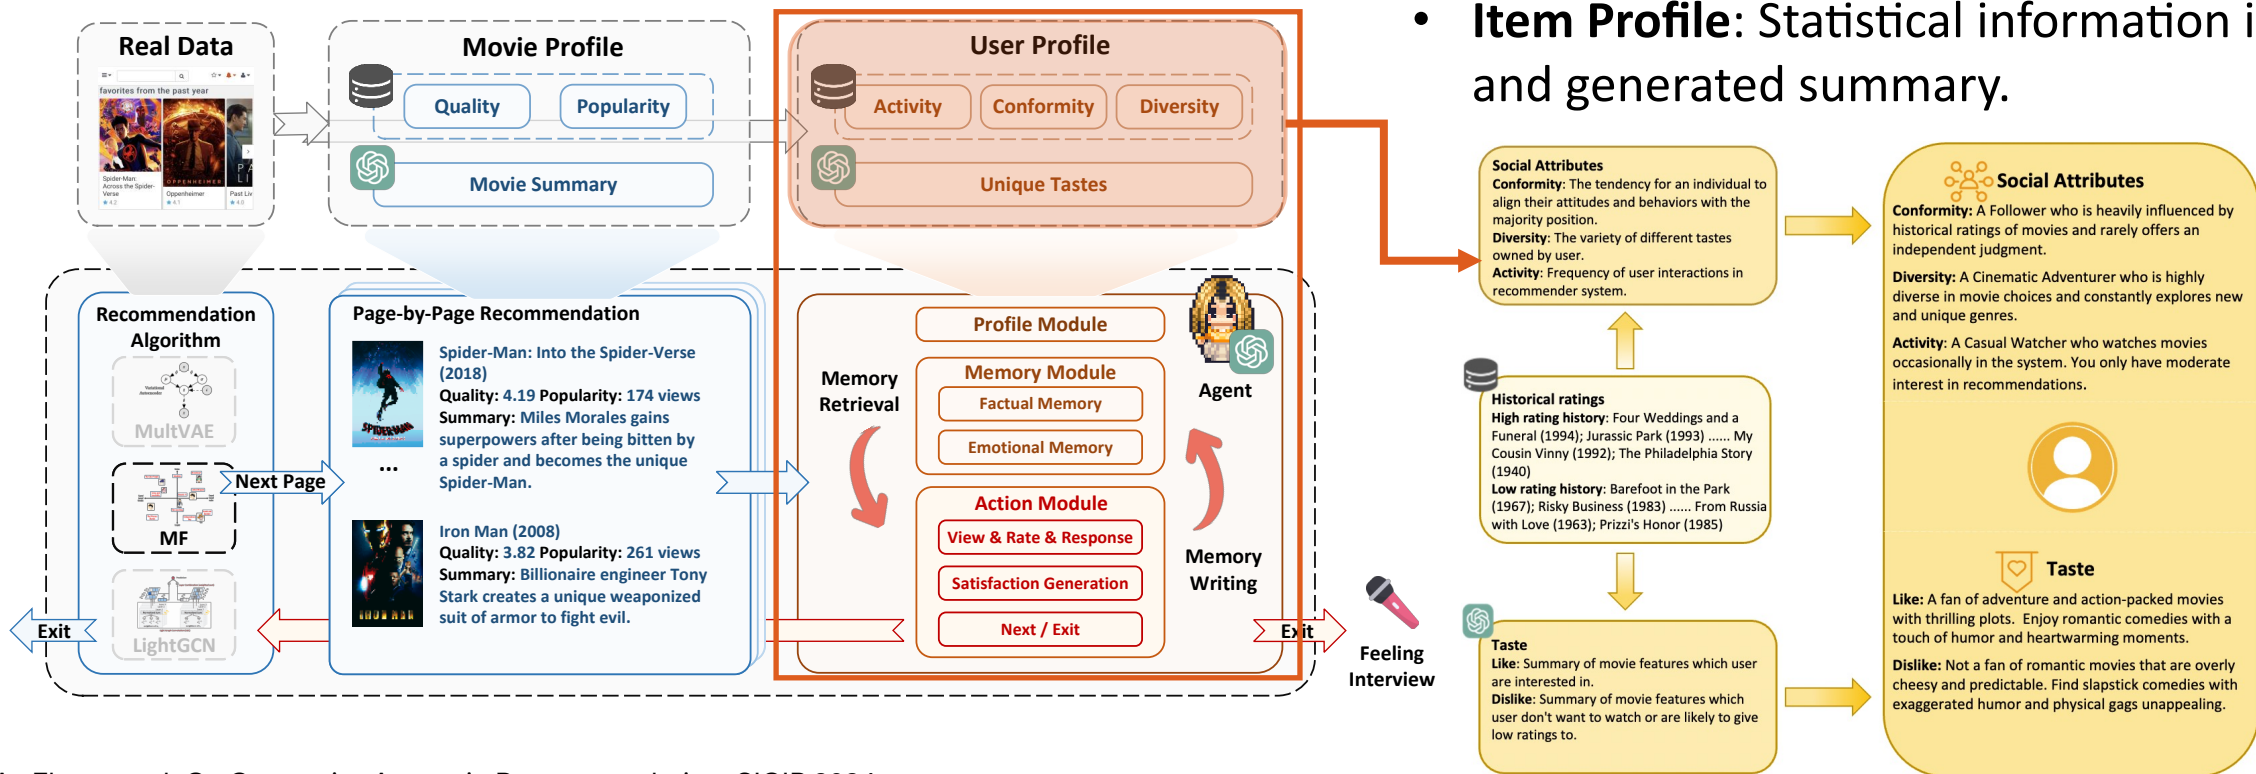 Real Data
favorites from the past year
Spider-Man:
Across the Spider-
Verse
4.2
OPPENHEIMER
Oppenheimer
4.1
Past Liv
4.0
Movie Profile
Quality
Popularity
Movie Summary
User Profile
Activity
Conformity
Diversity
Unique Tastes
Recommendation
Algorithm
MultVAE
MF
LightGCN
Next Page
Exit
Page-by-Page Recommendation
Spider-Man: Into the Spider-Verse
(2018)
Quality: 4.19 Popularity: 174 views
Summary: Miles Morales gains
superpowers after being bitten by
a spider and becomes the unique
Spider-Man.
...
Iron Man (2008)
Quality: 3.82 Popularity: 261 views
Summary: Billionaire engineer Tony
Stark creates a unique weaponized
suit of armor to fight evil.
Profile Module
Memory Module
Factual Memory
Emotional Memory
Action Module
View & Rate & Response
Satisfaction Generation
Next / Exit
Memory
Retrieval
Agent
Memory
Writing
Exit
Feeling
Interview
• Item Profile: Statistical information i
and generated summary.
Social Attributes
Conformity: The tendency for an individual to
align their attitudes and behaviors with the
majority position.
Diversity: The variety of different tastes
owned by user.
Activity: Frequency of user interactions in
recommender system.
Historical ratings
High rating history: Four Weddings and a
Funeral (1994); Jurassic Park (1993) ...... My
Cousin Vinny (1992); The Philadelphia Story
(1940)
Low rating history: Barefoot in the Park
(1967); Risky Business (1983) ...... From Russia
with Love (1963); Prizzi's Honor (1985)
Taste
Like: Summary of movie features which user
are interested in.
Dislike: Summary of movie features which
user don't want to watch or are likely to give
low ratings to.
Social Attributes
Conformity: A Follower who is heavily influenced by
historical ratings of movies and rarely offers an
independent judgment.
Diversity: A Cinematic Adventurer who is highly
diverse in movie choices and constantly explores new
and unique genres.
Activity: A Casual Watcher who watches movies
occasionally in the system. You only have moderate
interest in recommendations.
Taste
Like: A fan of adventure and action-packed movies
with thrilling plots. Enjoy romantic comedies with a
touch of humor and heartwarming moments.
Dislike: Not a fan of romantic movies that are overly
cheesy and predictable. Find slapstick comedies with
exaggerated humor and physical gags unappealing.